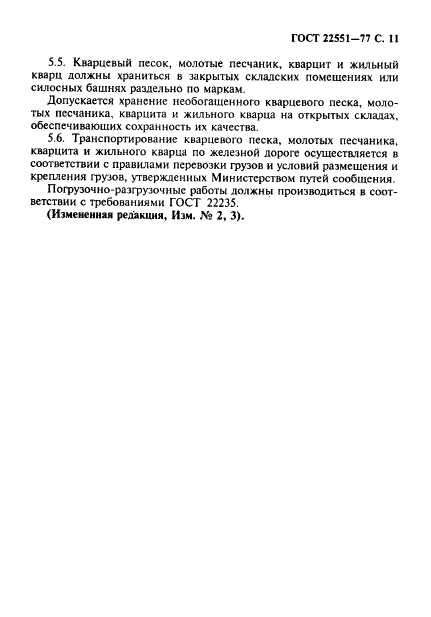 ГОСТ 22551—77 С. 11
5.5. Кварцевый песок, молотые песчаник, кварцит и жильный
кварц должны храниться в закрытых складских помещениях или
силосных башнях раздельно по маркам.
Допускается хранение необогащенного кварцевого песка, моло-
тых песчаника, кварцита и жильного кварца на открытых складах,
обеспечивающих сохранность их качества.
5.6. Транспортирование кварцевого песка, молотых песчаника,
кварцита и жильного кварца по железной дороге осуществляется в
соответствии с правилами перевозки грузов и условий размещения и
крепления грузов, утвержденных Министерством путей сообщения.
Погрузочно-разгрузочные работы должны производиться в соот-
ветствии с требованиями ГОСТ 22235.
(Измененная редакция, Изм. № 2, 3).